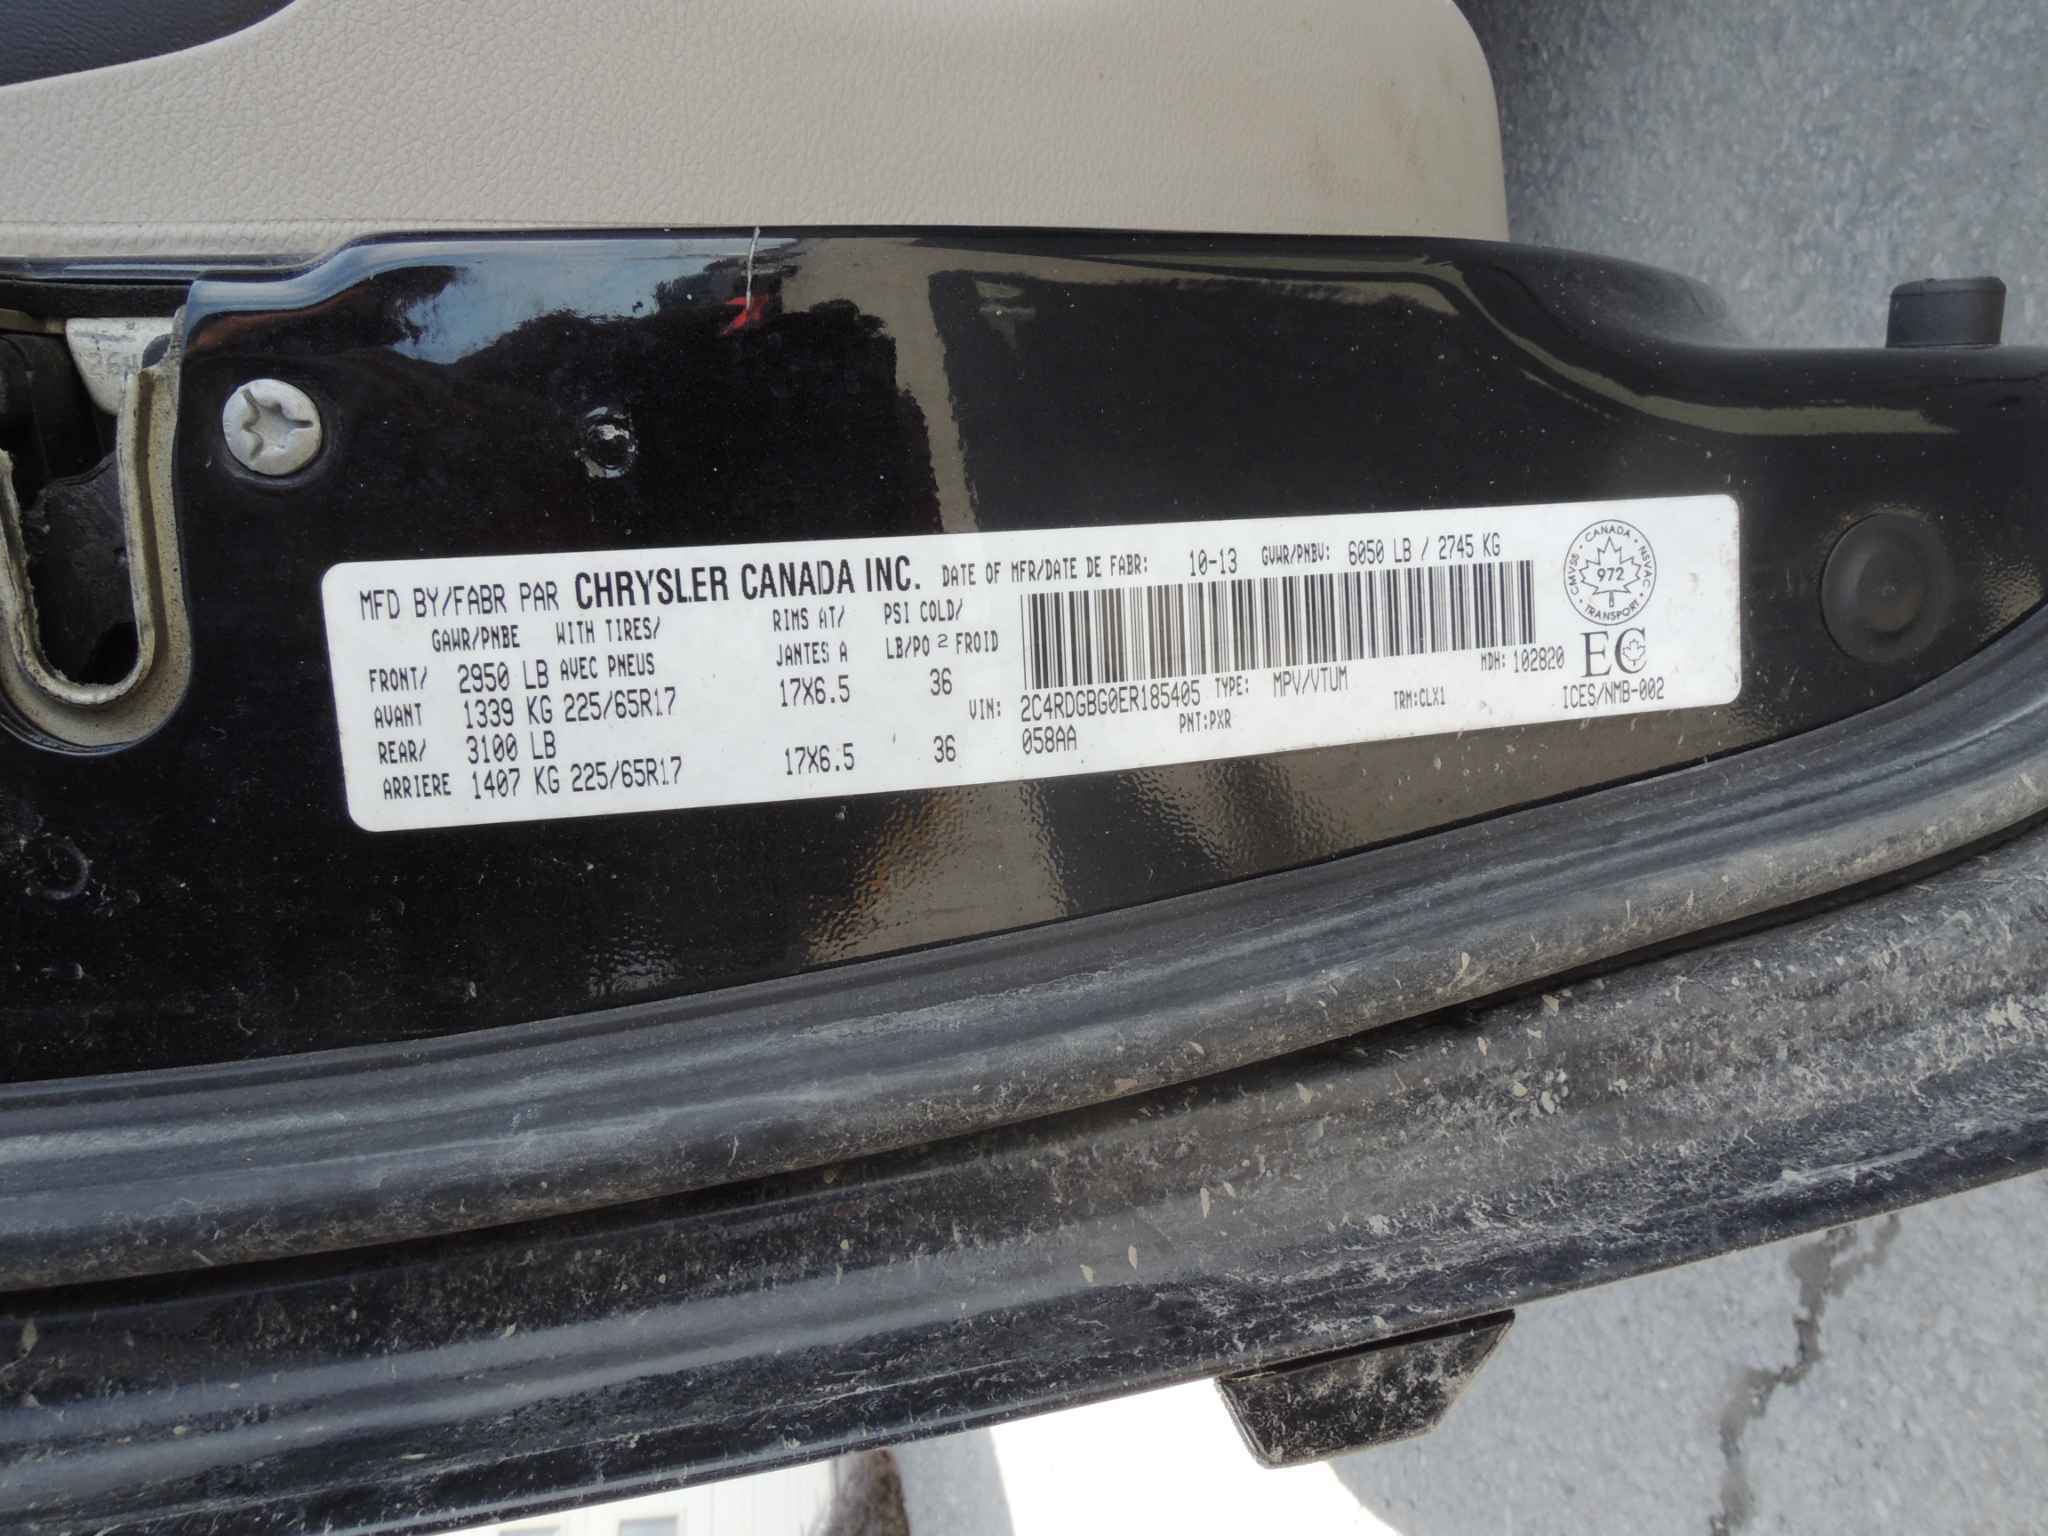 MFD BY/FABR PAR CHRYSLER CANADA INC. DATE OF MFR/DATE DE FABR: 10-13 GVWR/PNBV: 6050 LB / 2745 KG
GAWR/PNBE WITH TIRES/ RIMS AT/ PSI COLD/
AVEC PNEUS JANTES A LB/PO² FROID
FRONT/ 2950 LB
AVANT 1339 KG 225/65R17 17X6.5 36
REAR/ 3100 LB
ARRIERE 1407 KG 225/65R17 17X6.5 36
MDH: 102820
VIN: 2C4RDGBG0ER185405 TYPE: MPV/VTUM
058AA PNT:PXR TRM:CLX1
CANADA
CMVSS • NSVAC
972
TRANSPORT
EC
ICES/NMB-002